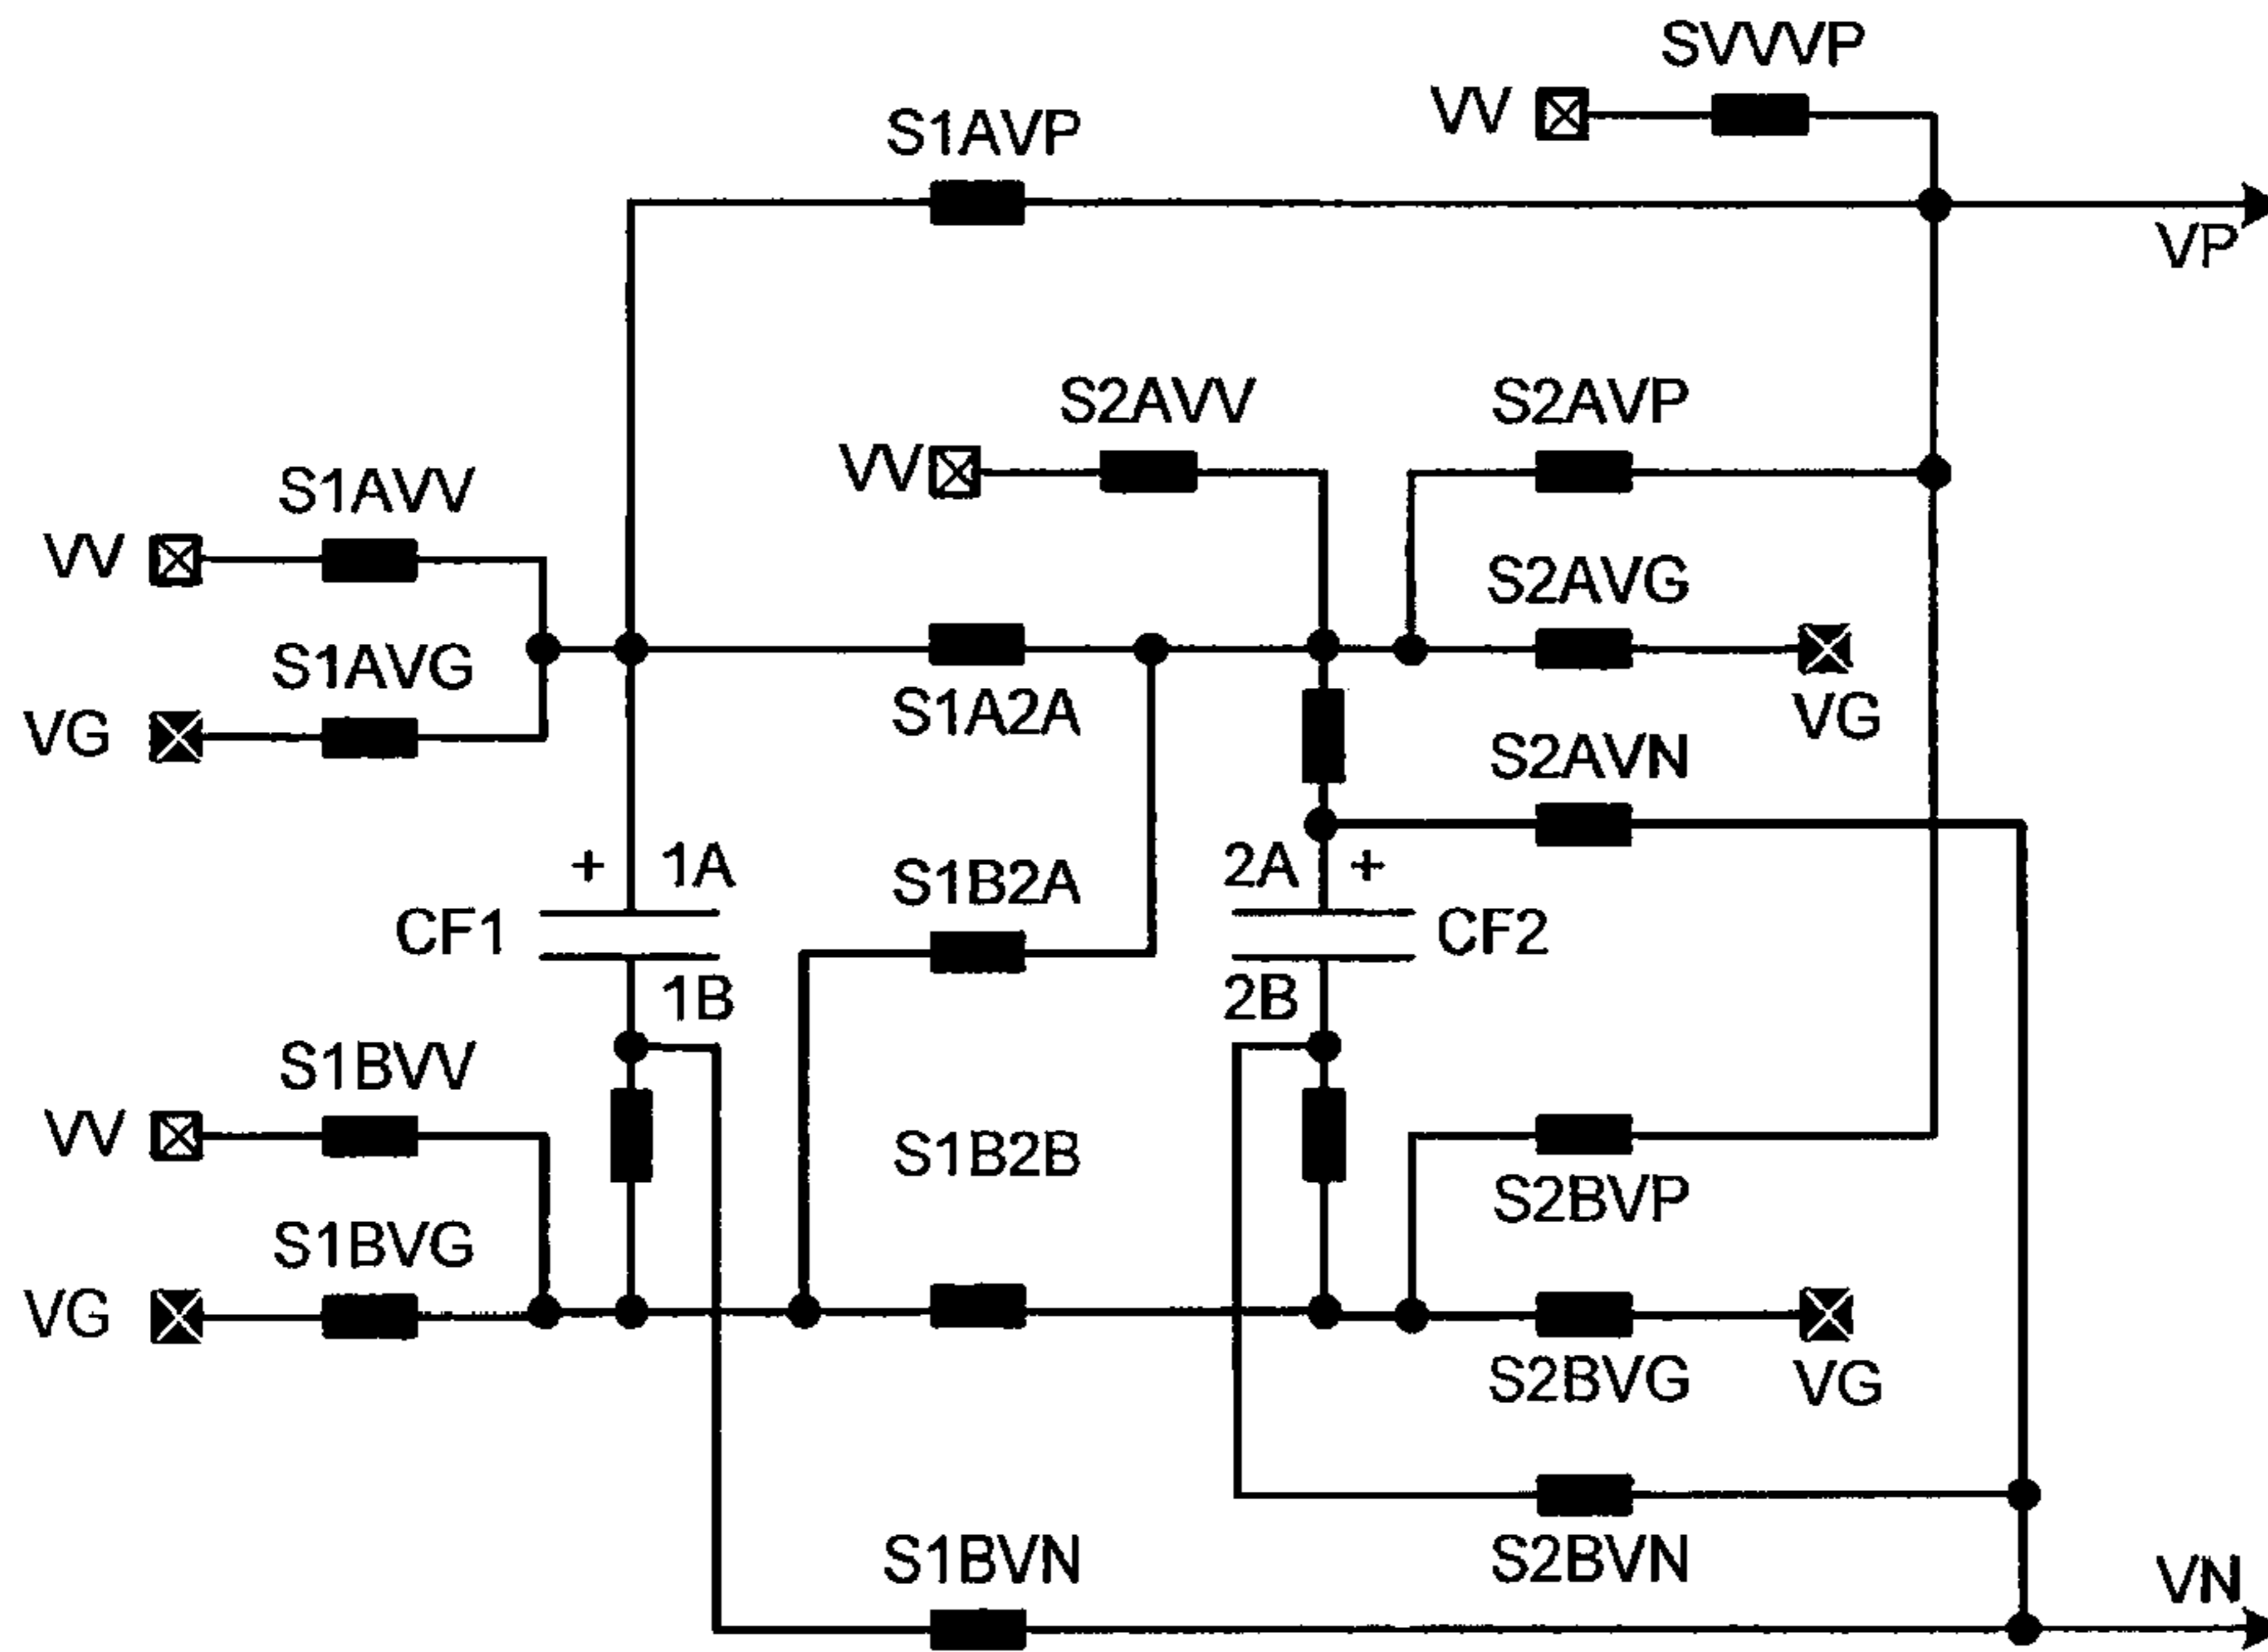 SVVVP
VV
S1AVP
VP
S2AVV
S2AVP
VV
S1AVV
VV
S2AVG
S1AVG
VG
S1A2A
VG
S2AVN
+ 1A
2A +
S1B2A
CF1
CF2
1B
2B
S1BVV
VV
S1B2B
S2BVP
S1BVG
VG
S2BVG
VG
S1BVN
S2BVN
VN